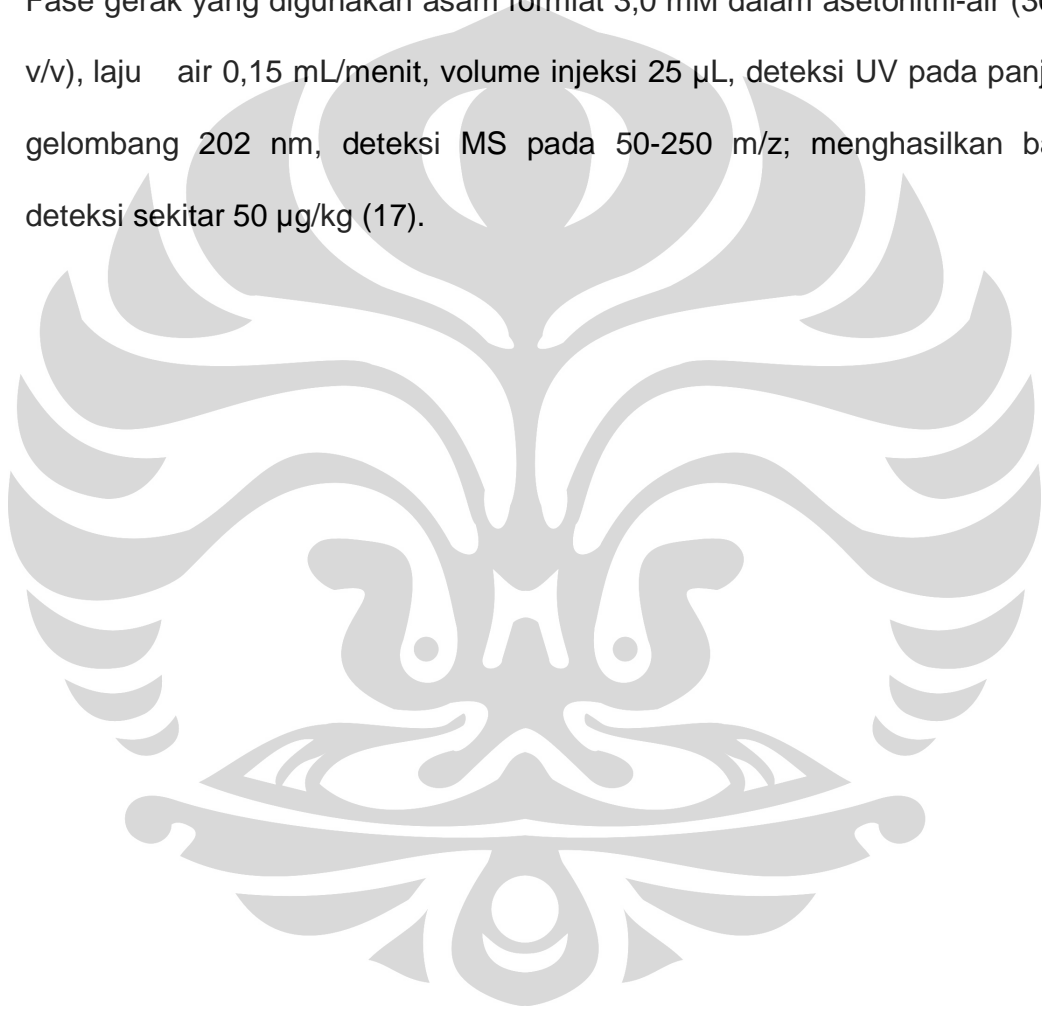 Fase gerak yang digunakan asam formiat 3,0 mM dalam asetonitril-air
v/v), laju air 0,15 mL/menit, volume injeksi 25 µL, deteksi UV pada
gelombang 202 nm, deteksi MS pada 50-250 m/z; menghasilkan
deteksi sekitar 50 µg/kg (17).